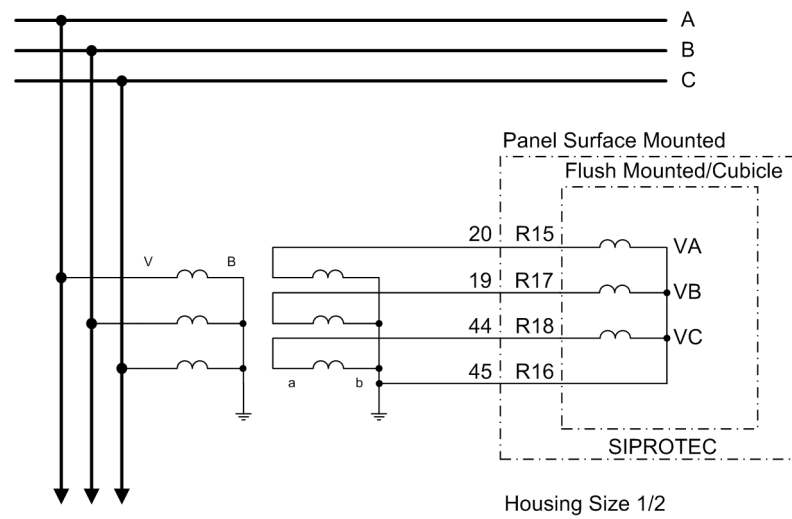 A
B
C
Panel Surface Mounted
Flush Mounted/Cubicle
20 R15 VA
V B
19 R17 VB
44 R18 VC
45 R16
a b
SIPROTEC
Housing Size 1/2